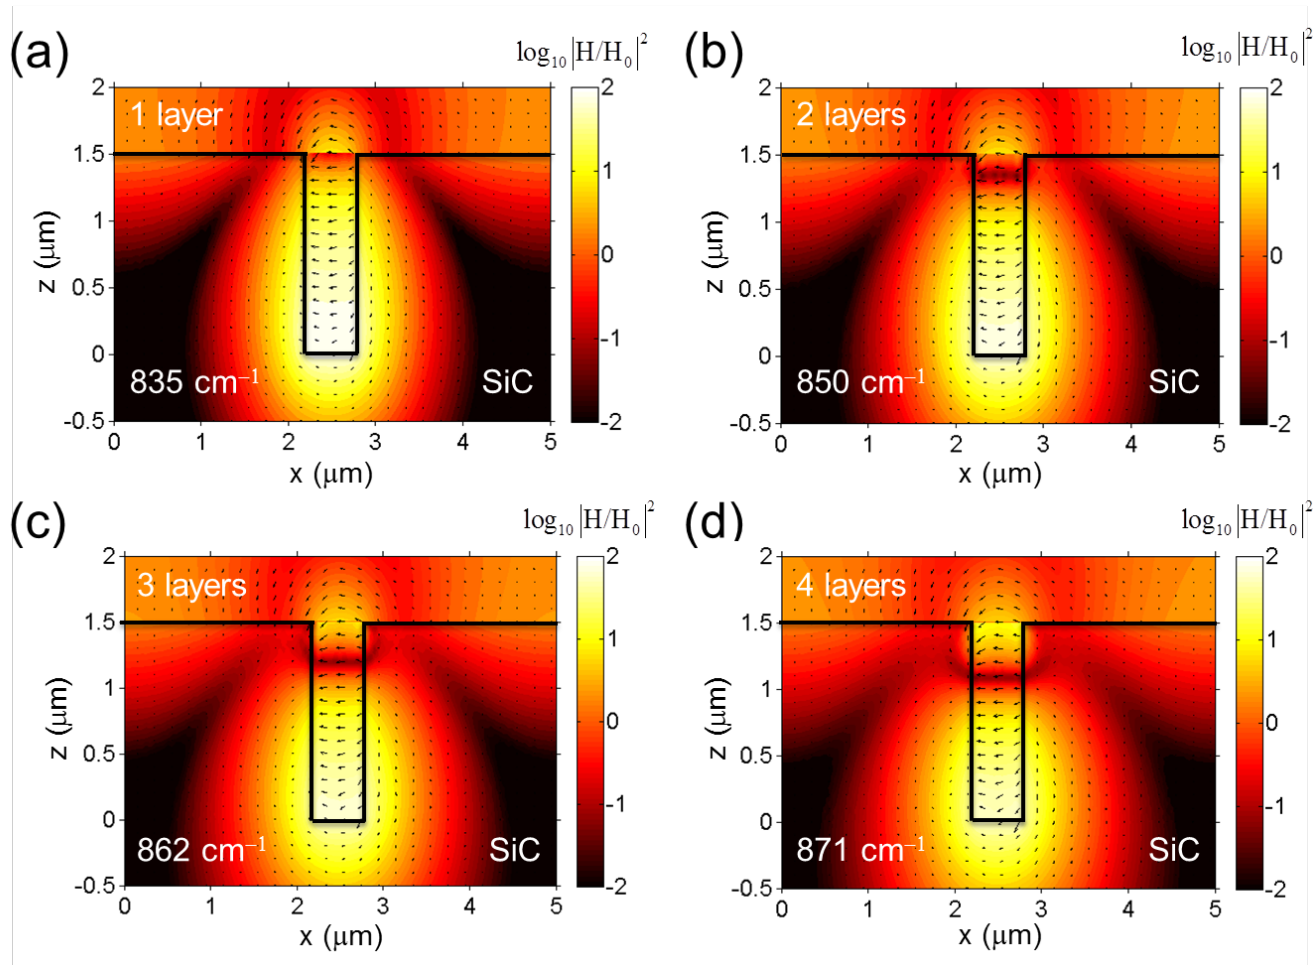 (a)
log₁₀|H/H₀|²
1 layer
835 cm⁻¹
SiC
2
1.5
1
0.5
0
-0.5
z (μm)
0 1 2 3 4 5
x (μm)
2
1
0
-1
-2
(b)
log₁₀|H/H₀|²
2 layers
850 cm⁻¹
SiC
2
1.5
1
0.5
0
-0.5
z (μm)
0 1 2 3 4 5
x (μm)
2
1
0
-1
-2
(c)
log₁₀|H/H₀|²
3 layers
862 cm⁻¹
SiC
2
1.5
1
0.5
0
-0.5
z (μm)
0 1 2 3 4 5
x (μm)
2
1
0
-1
-2
(d)
log₁₀|H/H₀|²
4 layers
871 cm⁻¹
SiC
2
1.5
1
0.5
0
-0.5
z (μm)
0 1 2 3 4 5
x (μm)
2
1
0
-1
-2